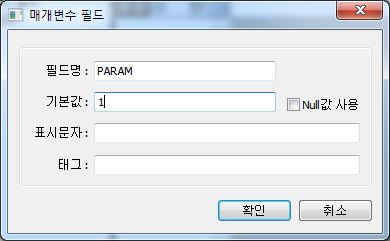 매개변수 필드
필드명 : PARAM
기본값 : 1 Null값 사용
표시문자 :
태그 :
확인 취소